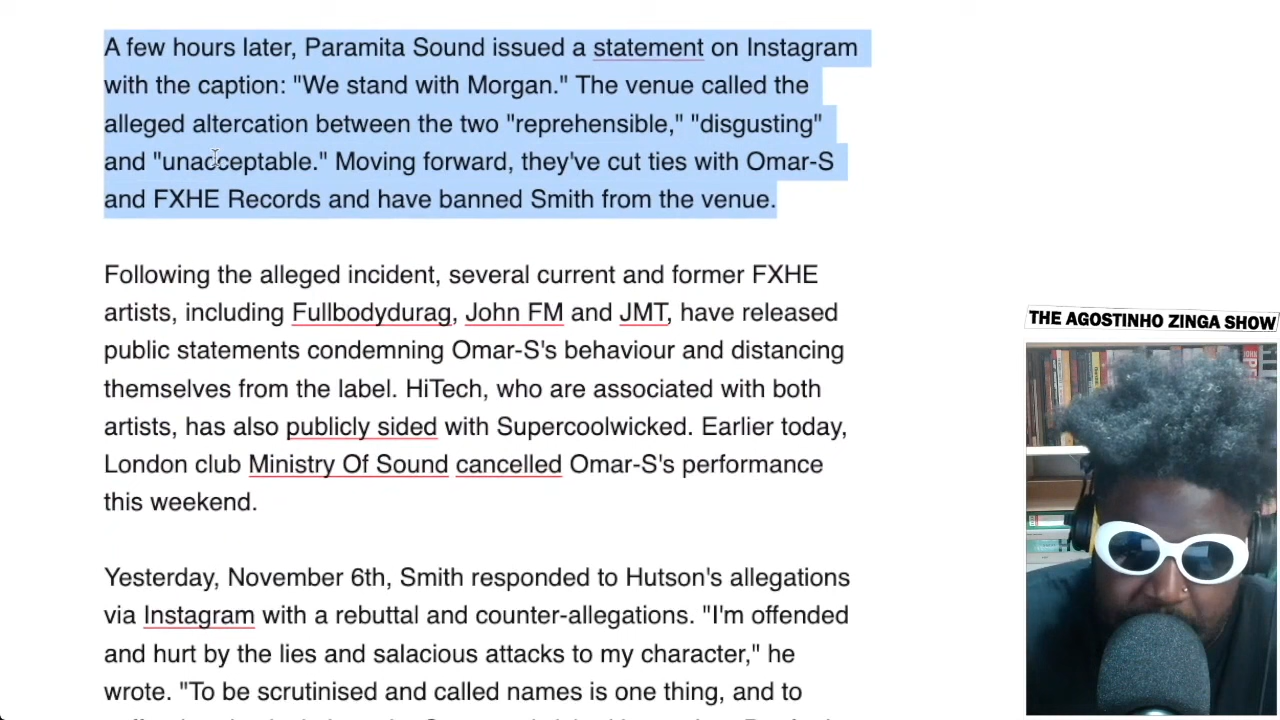 A few hours later, Paramita Sound issued a statement on Instagram
with the caption: "We stand with Morgan." The venue called the
alleged altercation between the two "reprehensible," "disgusting"
and "unacceptable." Moving forward, they've cut ties with Omar-S
and FXHE Records and have banned Smith from the venue.
Following the alleged incident, several current and former FXHE
artists, including Fullbodydurag, John FM and JMT, have released
public statements condemning Omar-S's behaviour and distancing
themselves from the label. HiTech, who are associated with both
artists, has also publicly sided with Supercoolwicked. Earlier today,
London club Ministry Of Sound cancelled Omar-S's performance
this weekend.
Yesterday, November 6th, Smith responded to Hutson's allegations
via Instagram with a rebuttal and counter-allegations. "I'm offended
and hurt by the lies and salacious attacks to my character," he
wrote. "To be scrutinised and called names is one thing, and to
THE AGOSTINHO ZINGA SHOW